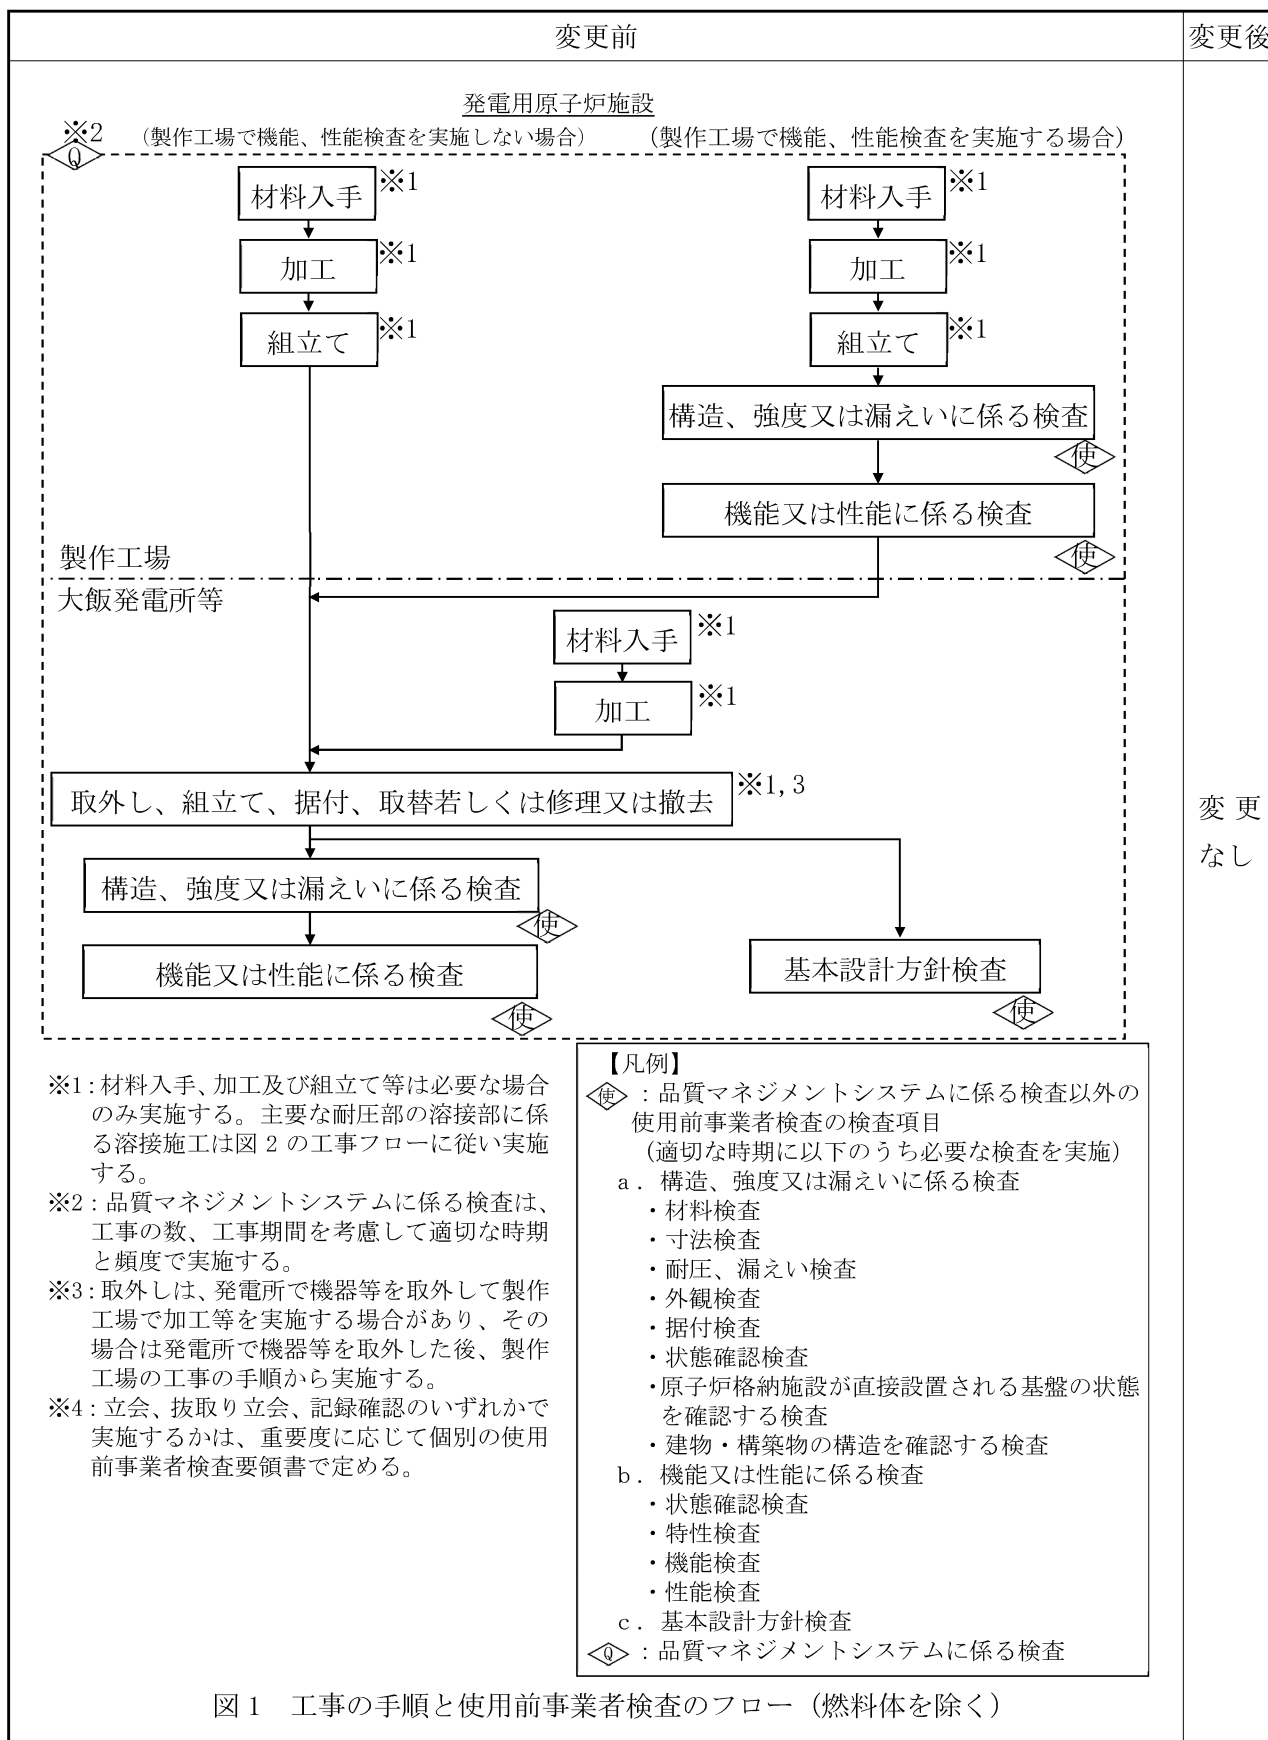 変更前
変更後
発電用原子炉施設
※2
Q
（製作工場で機能、性能検査を実施しない場合）
（製作工場で機能、性能検査を実施する場合）
材料入手
※1
加工
※1
組立て
※1
材料入手
※1
加工
※1
組立て
※1
構造、強度又は漏えいに係る検査
使
機能又は性能に係る検査
使
製作工場
大飯発電所等
材料入手
※1
加工
※1
取外し、組立て、据付、取替若しくは修理又は撤去
※1,3
構造、強度又は漏えいに係る検査
使
機能又は性能に係る検査
使
基本設計方針検査
使
変更
なし
※1：材料入手、加工及び組立て等は必要な場合
のみ実施する。主要な耐圧部の溶接部に係
る溶接施工は図２の工事フローに従い実施
する。
※2：品質マネジメントシステムに係る検査は、
工事の数、工事期間を考慮して適切な時期
と頻度で実施する。
※3：取外しは、発電所で機器等を取外して製作
工場で加工等を実施する場合があり、その
場合は発電所で機器等を取外した後、製作
工場の工事の手順から実施する。
※4：立会、抜取り立会、記録確認のいずれかで
実施するかは、重要度に応じて個別の使用
前事業者検査要領書で定める。
【凡例】
使：品質マネジメントシステムに係る検査以外の
使用前事業者検査の検査項目
（適切な時期に以下のうち必要な検査を実施）
ａ．構造、強度又は漏えいに係る検査
・材料検査
・寸法検査
・耐圧、漏えい検査
・外観検査
・据付検査
・状態確認検査
・原子炉格納施設が直接設置される基盤の状態
を確認する検査
・建物・構築物の構造を確認する検査
ｂ．機能又は性能に係る検査
・状態確認検査
・特性検査
・機能検査
・性能検査
ｃ．基本設計方針検査
Q：品質マネジメントシステムに係る検査
図１　工事の手順と使用前事業者検査のフロー（燃料体を除く）